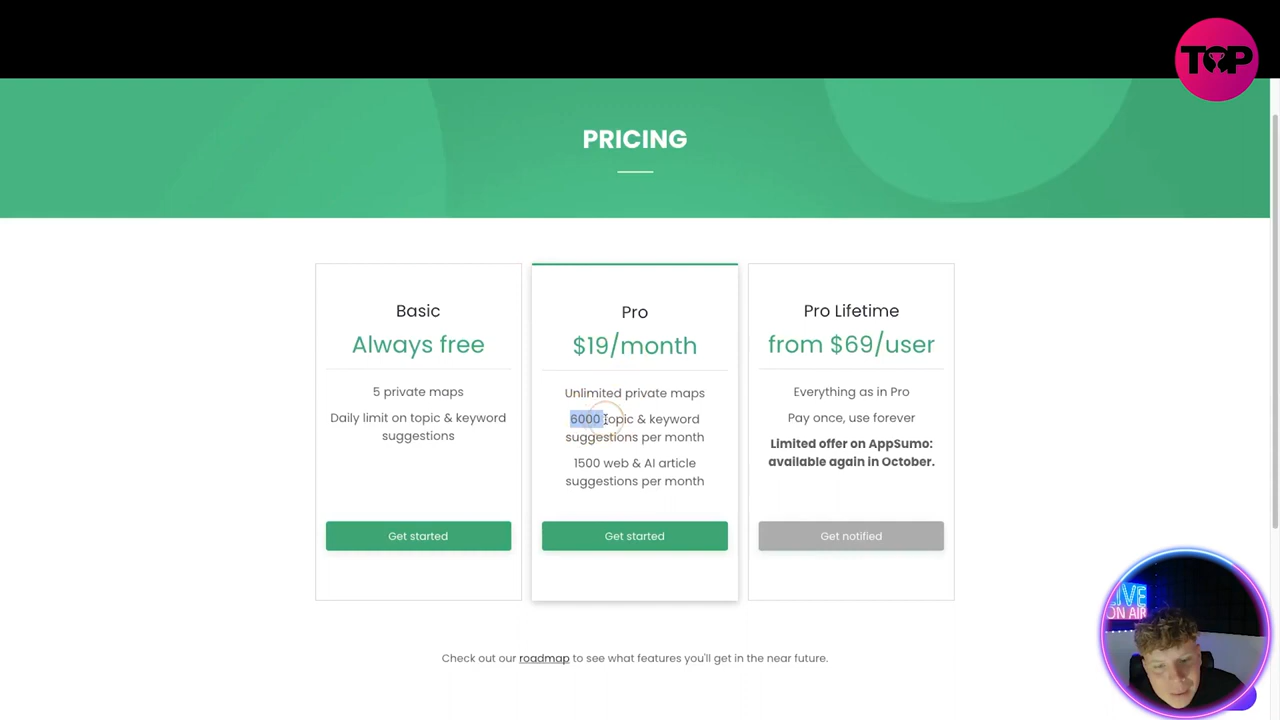 TOP
PRICING
Basic
Always free
5 private maps
Daily limit on topic & keyword
suggestions
Get started
Pro
$19/month
Unlimited private maps
6000 topic & keyword
suggestions per month
1500 web & AI article
suggestions per month
Get started
Pro Lifetime
from $69/user
Everything as in Pro
Pay once, use forever
Limited offer on AppSumo:
available again in October.
Get notified
Check out our roadmap to see what features you'll get in the near future.
LIVE
ON AIR